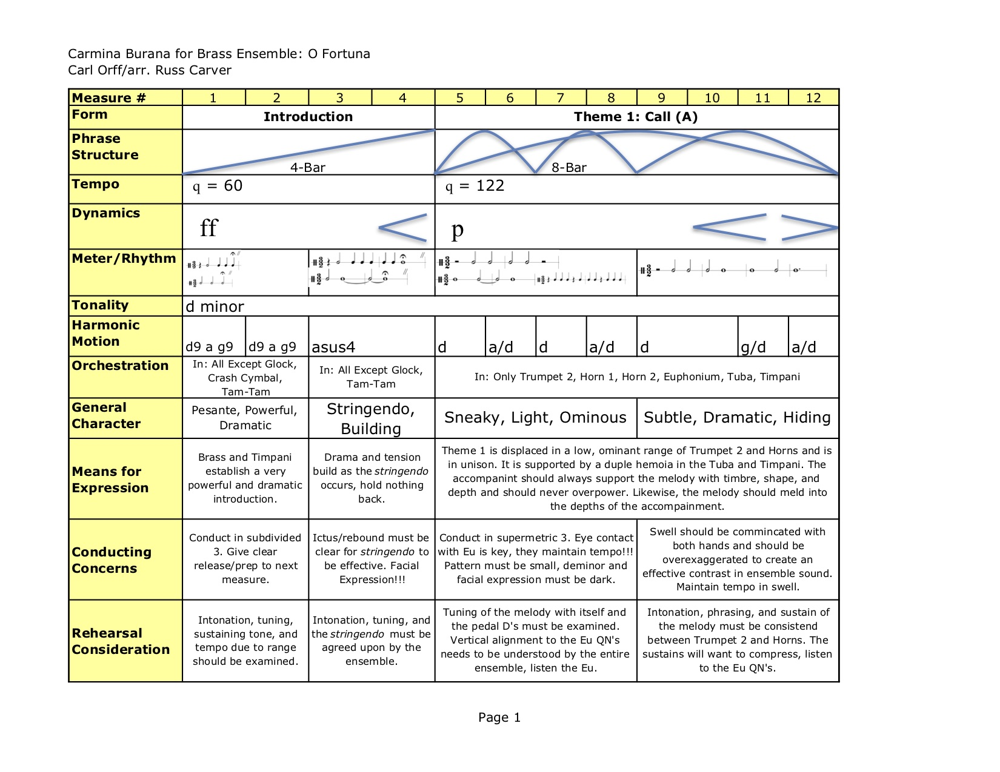 Carmina Burana for Brass Ensemble: O Fortuna
Carl Orff/arr. Russ Carver
Measure # 1 2 3 4 5 6 7 8 9 10 11 12
Form Introduction Theme 1: Call (A)
Phrase
Structure
4-Bar 8-Bar
Tempo q = 60 q = 122
Dynamics
ff p
Meter/Rhythm
Tonality d minor
Harmonic
Motion
d9 a g9 d9 a g9 asus4 d a/d d a/d d g/d a/d
Orchestration
In: All Except Glock,
Crash Cymbal,
Tam-Tam
In: All Except Glock,
Tam-Tam
In: Only Trumpet 2, Horn 1, Horn 2, Euphonium, Tuba, Timpani
General
Character
Pesante, Powerful,
Dramatic
Stringendo,
Building
Sneaky, Light, Ominous
Subtle, Dramatic, Hiding
Means for
Expression
Brass and Timpani
establish a very
powerful and dramatic
introduction.
Drama and tension
build as the stringendo
occurs, hold nothing
back.
Theme 1 is displaced in a low, ominant range of Trumpet 2 and Horns and is
in unison. It is supported by a duple hemoia in the Tuba and Timpani. The
accompanint should always support the melody with timbre, shape, and
depth and should never overpower. Likewise, the melody should meld into
the depths of the accompainment.
Conducting
Concerns
Conduct in subdivided
3. Give clear
release/prep to next
measure.
Ictus/rebound must be
clear for stringendo to
be effective. Facial
Expression!!!
Conduct in supermetric 3. Eye contact
with Eu is key, they maintain tempo!!!
Pattern must be small, deminor and
facial expression must be dark.
Swell should be commincated with
both hands and should be
overexaggerated to create an
effective contrast in ensemble sound.
Maintain tempo in swell.
Rehearsal
Consideration
Intonation, tuning,
sustaining tone, and
tempo due to range
should be examined.
Intonation, tuning, and
the stringendo must be
agreed upon by the
ensemble.
Tuning of the melody with itself and
the pedal D's must be examined.
Vertical alignment to the Eu QN's
needs to be understood by the entire
ensemble, listen the Eu.
Intonation, phrasing, and sustain of
the melody must be consistend
between Trumpet 2 and Horns. The
sustains will want to compress, listen
to the Eu QN's.
Page 1